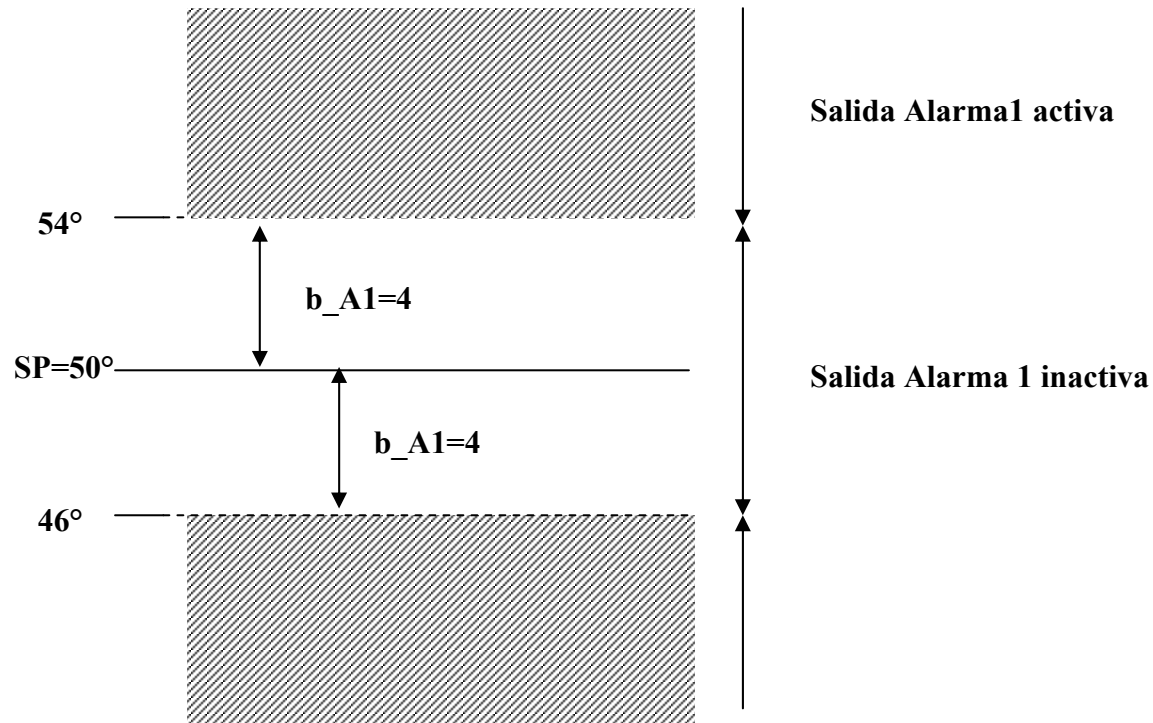 Salida Alarma1 activa
54°
b_A1=4
SP=50°
Salida Alarma 1 inactiva
b_A1=4
46°